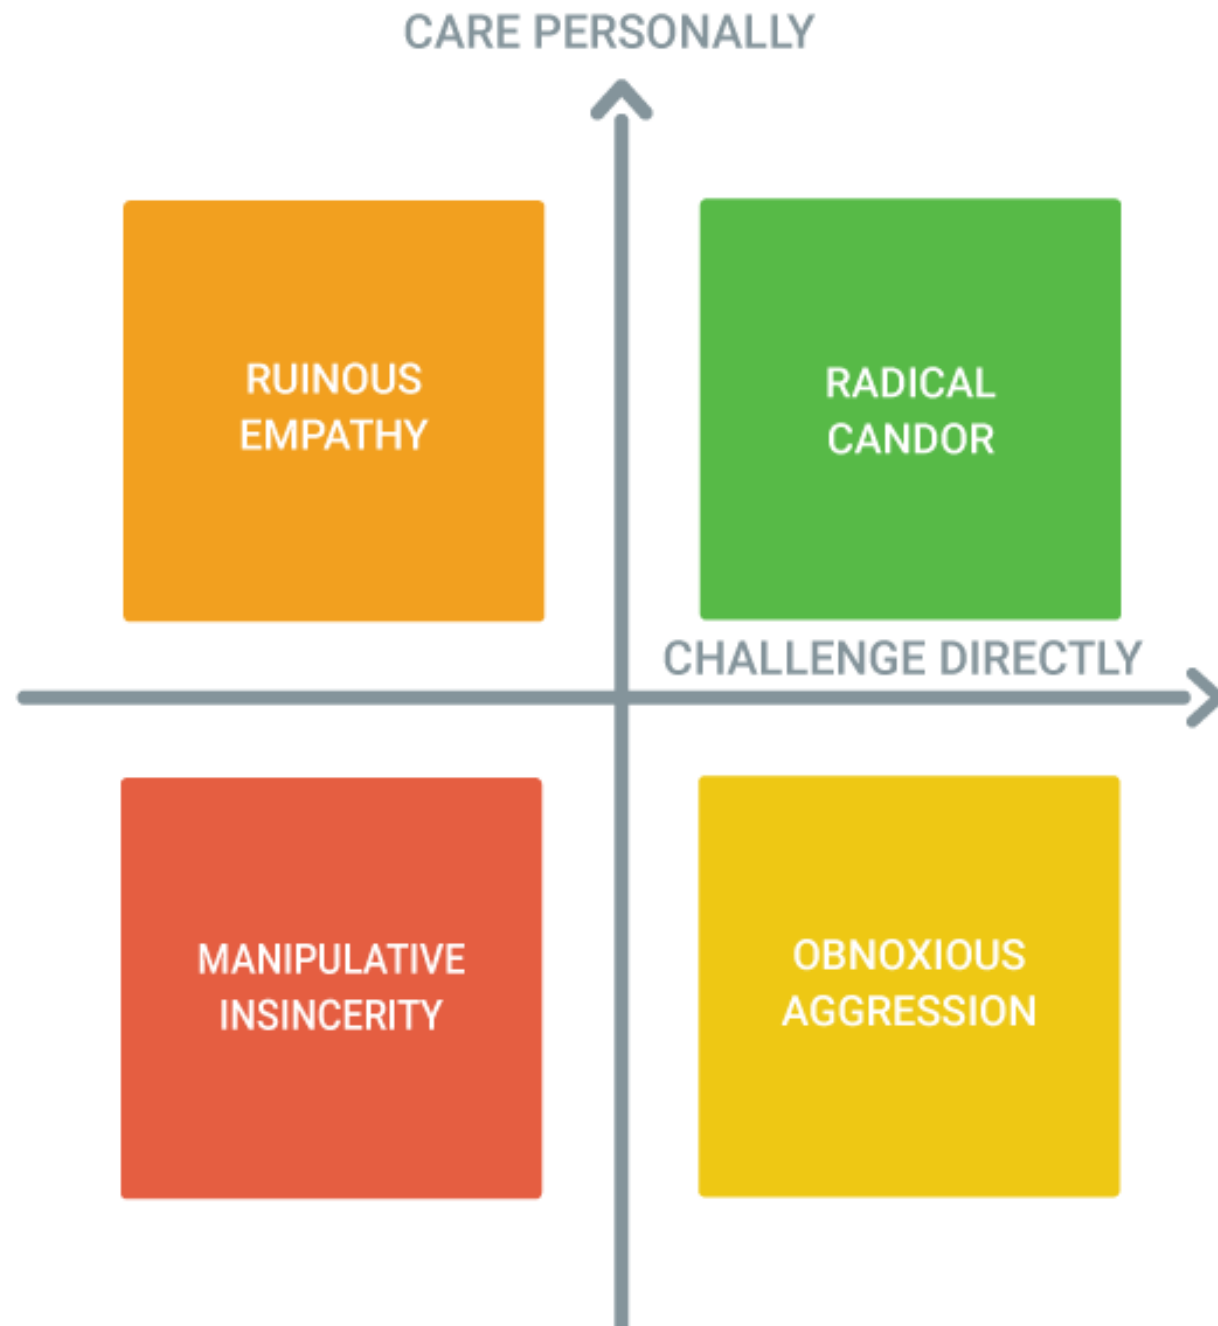 CARE PERSONALLY
RUINOUS
EMPATHY
RADICAL
CANDOR
CHALLENGE DIRECTLY
MANIPULATIVE
INSINCERITY
OBNOXIOUS
AGGRESSION